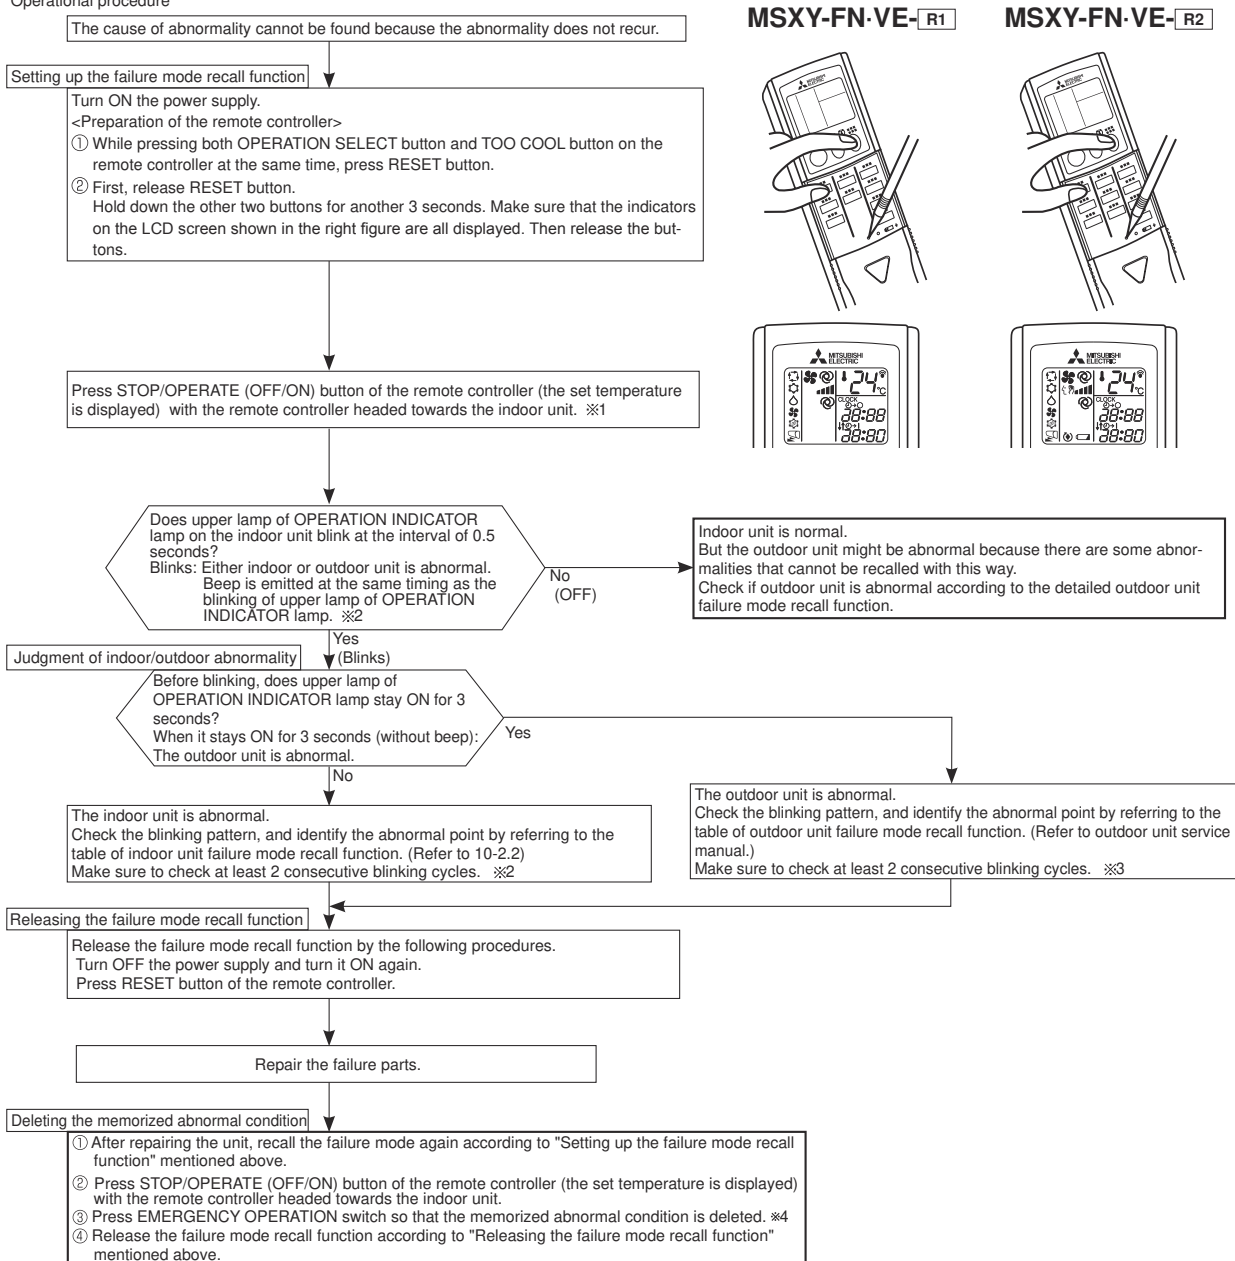 Operational procedure
The cause of abnormality cannot be found because the abnormality does not recur.
Setting up the failure mode recall function
Turn ON the power supply.
<Preparation of the remote controller>
① While pressing both OPERATION SELECT button and TOO COOL button on the
remote controller at the same time, press RESET button.
② First, release RESET button.
Hold down the other two buttons for another 3 seconds. Make sure that the indicators
on the LCD screen shown in the right figure are all displayed. Then release the but-
tons.
MSXY-FN·VE- R1
MSXY-FN·VE- R2
MITSUBISHI
ELECTRIC
MITSUBISHI
ELECTRIC
MITSUBISHI
ELECTRIC
24℃
CLOCK
88:88
88:80
MITSUBISHI
ELECTRIC
24℃
CLOCK
88:88
88:80
Press STOP/OPERATE (OFF/ON) button of the remote controller (the set temperature
is displayed) with the remote controller headed towards the indoor unit. ※1
Does upper lamp of OPERATION INDICATOR
lamp on the indoor unit blink at the interval of 0.5
seconds?
Blinks: Either indoor or outdoor unit is abnormal.
Beep is emitted at the same timing as the
blinking of upper lamp of OPERATION
INDICATOR lamp. ※2
No
(OFF)
Indoor unit is normal.
But the outdoor unit might be abnormal because there are some abnor-
malities that cannot be recalled with this way.
Check if outdoor unit is abnormal according to the detailed outdoor unit
failure mode recall function.
Yes
(Blinks)
Judgment of indoor/outdoor abnormality
Before blinking, does upper lamp of
OPERATION INDICATOR lamp stay ON for 3
seconds?
When it stays ON for 3 seconds (without beep):
The outdoor unit is abnormal.
Yes
No
The indoor unit is abnormal.
Check the blinking pattern, and identify the abnormal point by referring to the
table of indoor unit failure mode recall function. (Refer to 10-2.2)
Make sure to check at least 2 consecutive blinking cycles. ※2
The outdoor unit is abnormal.
Check the blinking pattern, and identify the abnormal point by referring to the
table of outdoor unit failure mode recall function. (Refer to outdoor unit service
manual.)
Make sure to check at least 2 consecutive blinking cycles. ※3
Releasing the failure mode recall function
Release the failure mode recall function by the following procedures.
Turn OFF the power supply and turn it ON again.
Press RESET button of the remote controller.
Repair the failure parts.
Deleting the memorized abnormal condition
① After repairing the unit, recall the failure mode again according to "Setting up the failure mode recall
function" mentioned above.
② Press STOP/OPERATE (OFF/ON) button of the remote controller (the set temperature is displayed)
with the remote controller headed towards the indoor unit.
③ Press EMERGENCY OPERATION switch so that the memorized abnormal condition is deleted. ※4
④ Release the failure mode recall function according to "Releasing the failure mode recall function"
mentioned above.